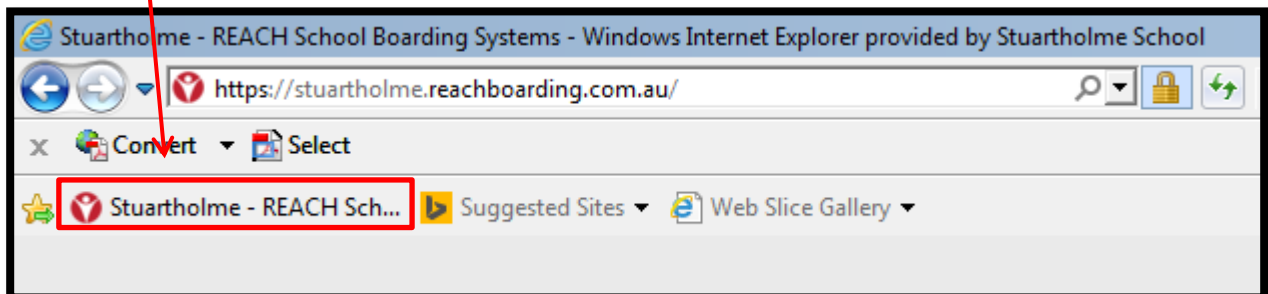 Stuartholme - REACH School Boarding Systems - Windows Internet Explorer provided by Stuartholme School
https://stuartholme.reachboarding.com.au/
x Convert Select
Stuartholme - REACH Sch... Suggested Sites Web Slice Gallery